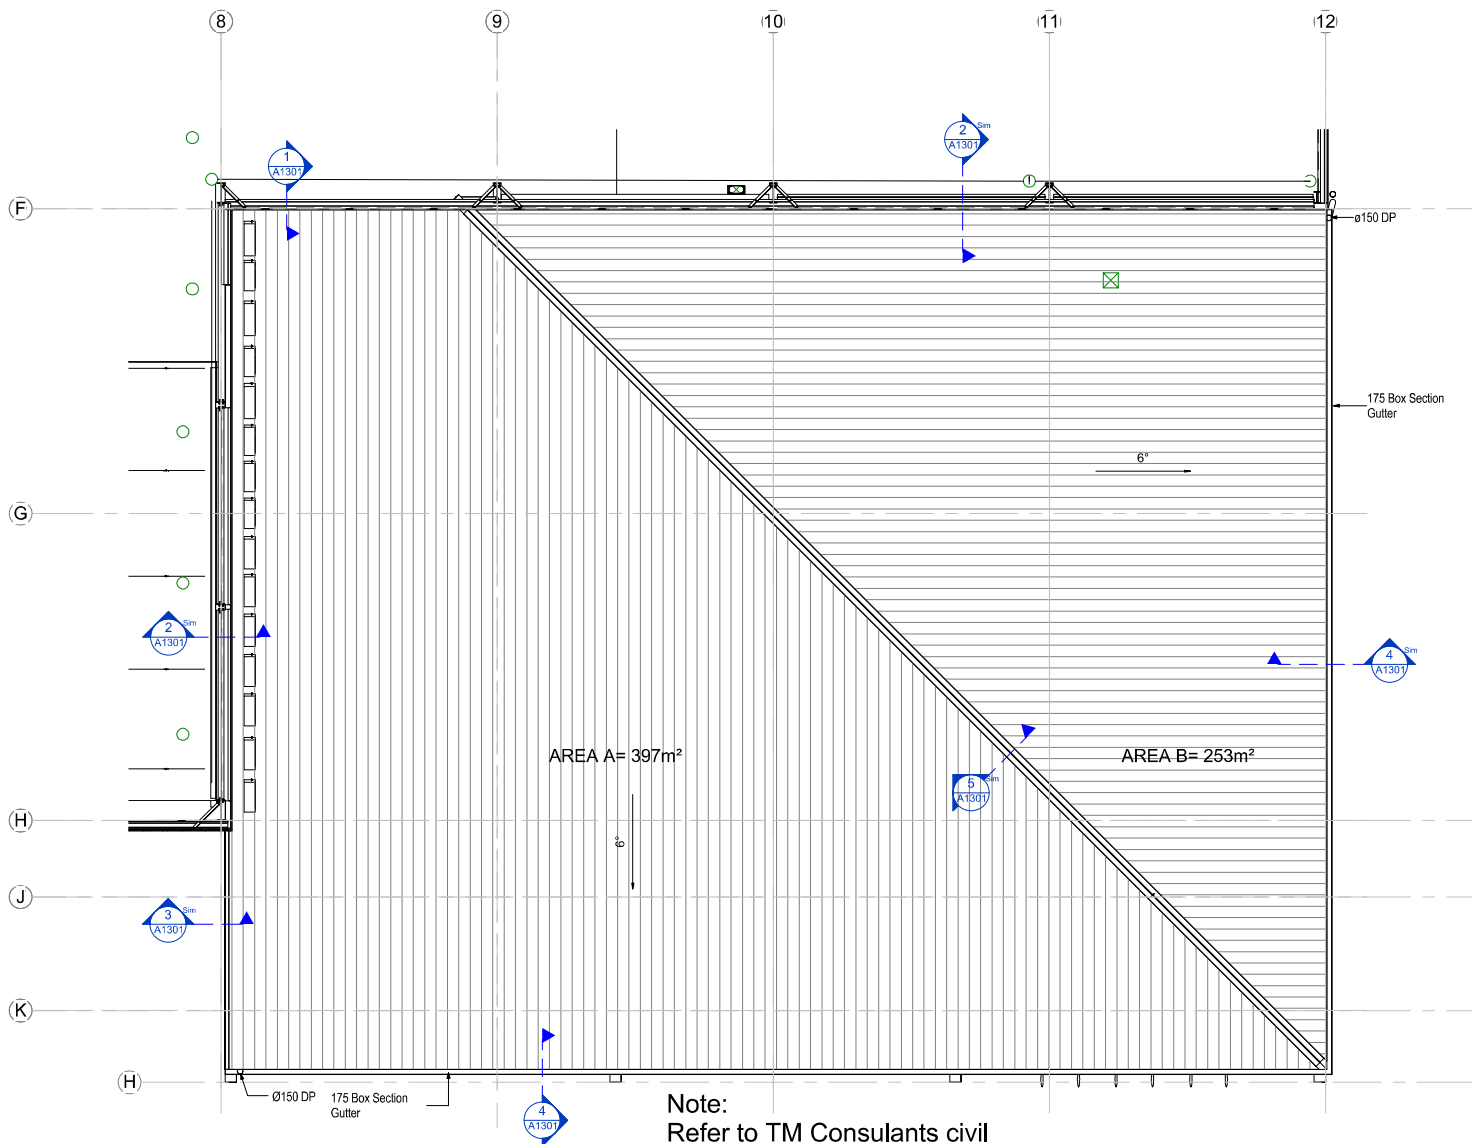 8
9
10
11
12
1
A1301
2
Sim
A1301
F
ø150 DP
175 Box Section
Gutter
6°
G
2
Sim
A1301
4
Sim
A1301
AREA A= 397m²
AREA B= 253m²
5
Sim
A1301
H
6°
J
3
Sim
A1301
K
H
Ø150 DP
175 Box Section
Gutter
4
A1301
Note:
Refer to TM Consulants civil